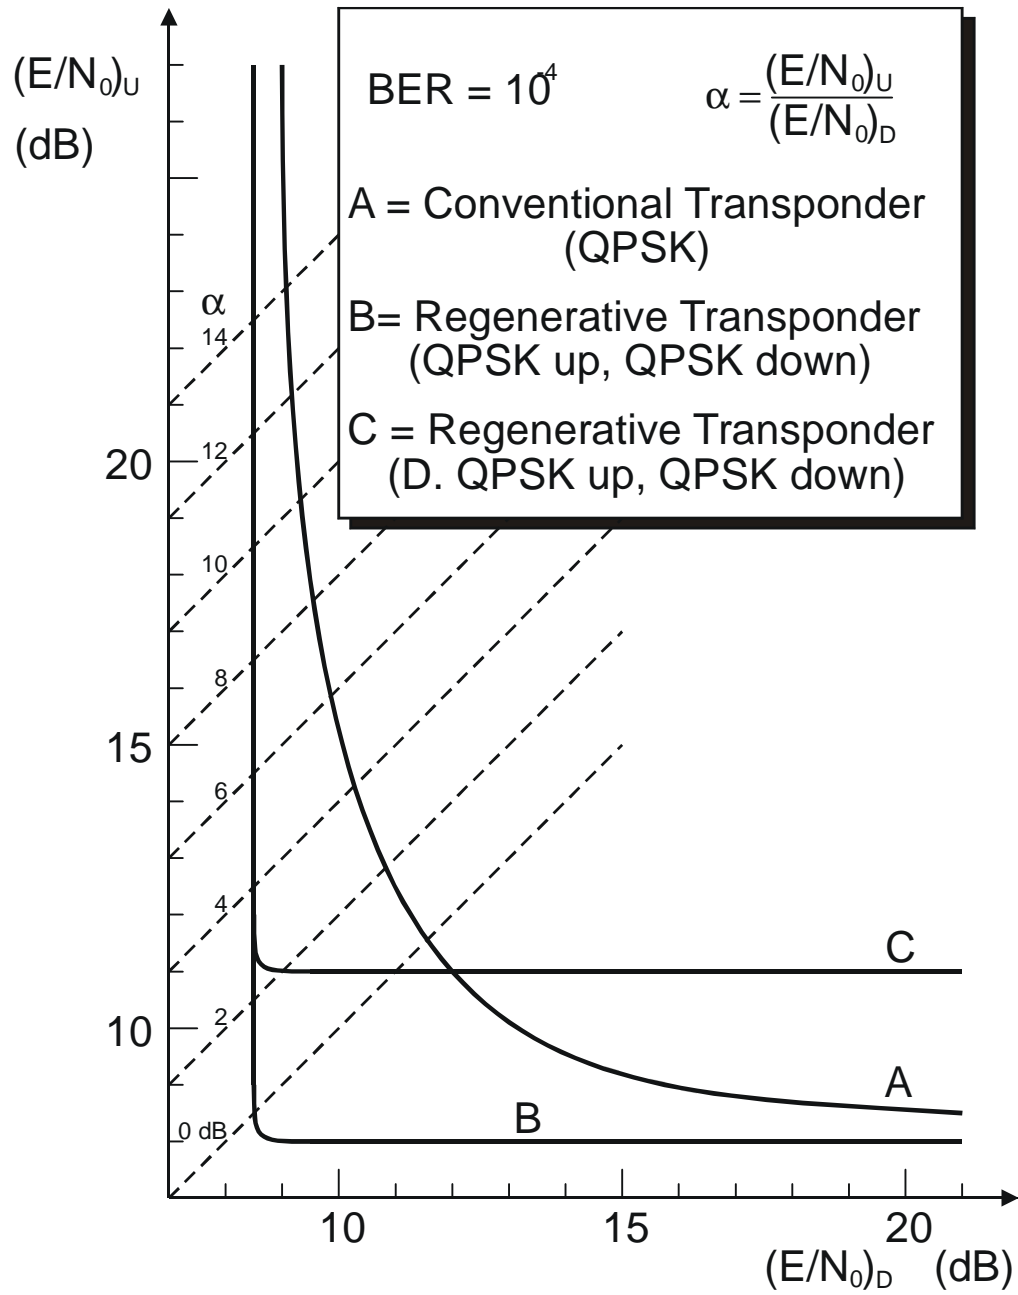 (E/N₀)U
(dB)
BER = 10⁻⁴
α = (E/N₀)U
(E/N₀)D
A = Conventional Transponder
(QPSK)
B= Regenerative Transponder
(QPSK up, QPSK down)
C = Regenerative Transponder
(D. QPSK up, QPSK down)
α
14
12
10
8
6
4
2
0 dB
20
15
10
C
A
B
10
15
20
(E/N₀)D (dB)